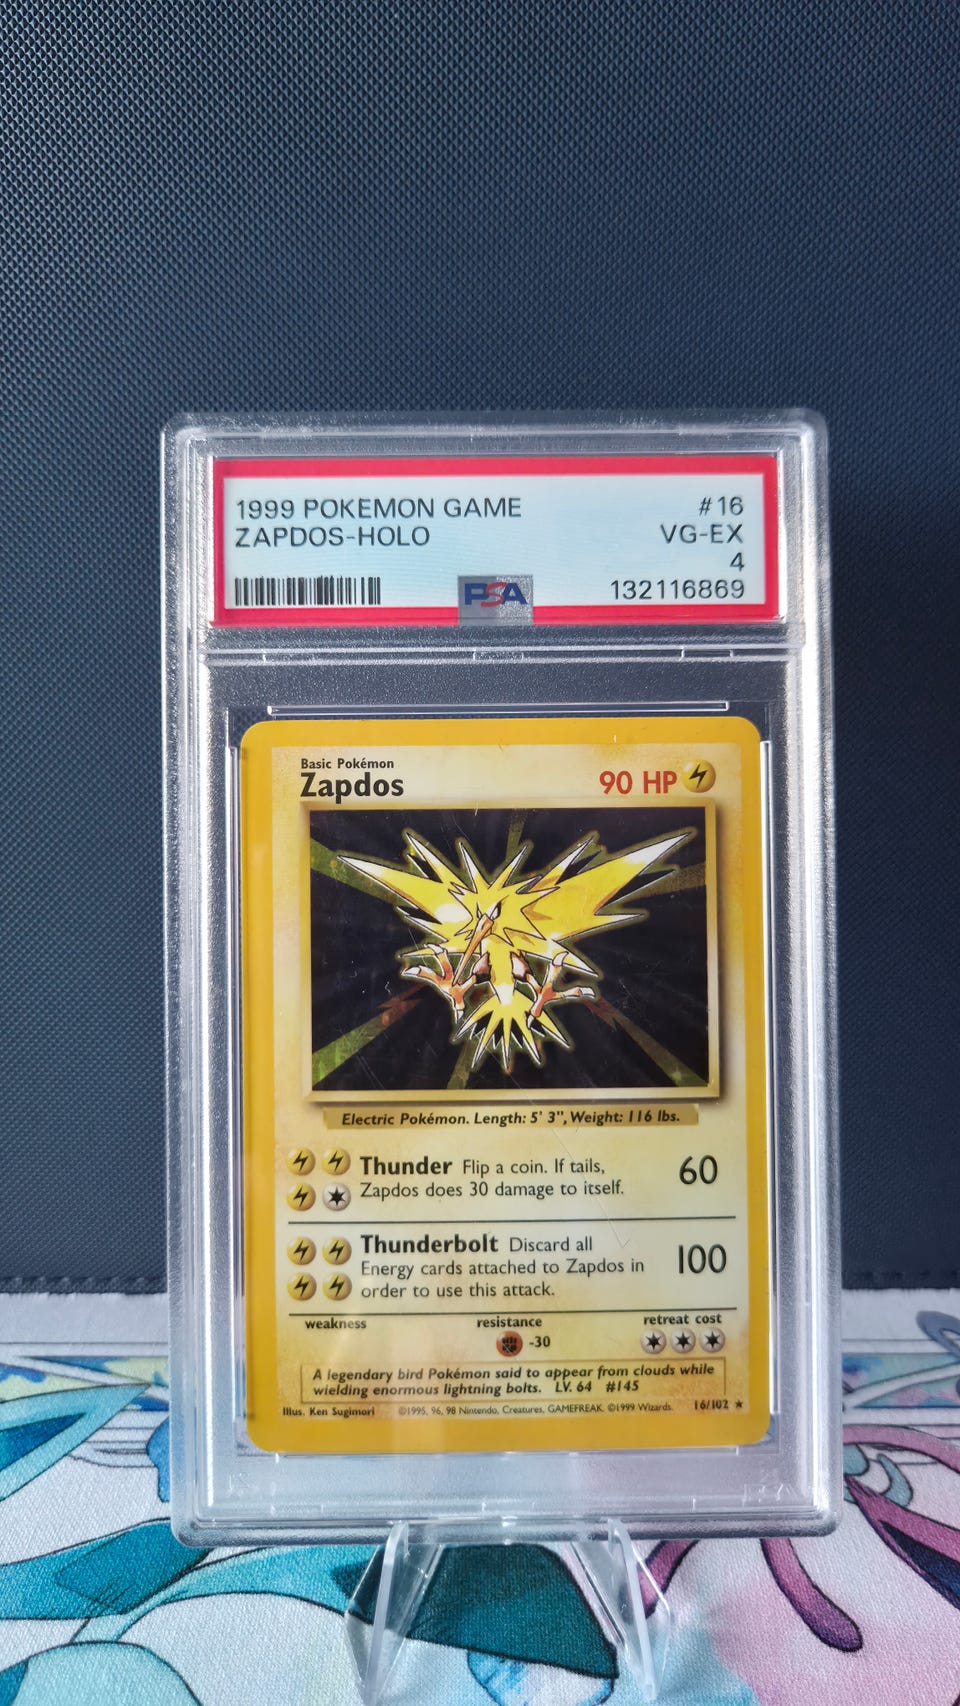 1999 POKEMON GAME #16
ZAPDOS-HOLO VG-EX
4
PSA 132116869
Basic Pokémon
Zapdos 90 HP
Electric Pokémon. Length: 5' 3", Weight: 116 lbs.
Thunder Flip a coin. If tails,
Zapdos does 30 damage to itself.
60
Thunderbolt Discard all
Energy cards attached to Zapdos in
order to use this attack.
100
weakness resistance retreat cost
-30
A legendary bird Pokémon said to appear from clouds while
wielding enormous lightning bolts. LV. 64 #145
Illus. Ken Sugimori ©1995, 96, 98 Nintendo, Creatures, GAMEFREAK. ©1999 Wizards. 16/102 ★